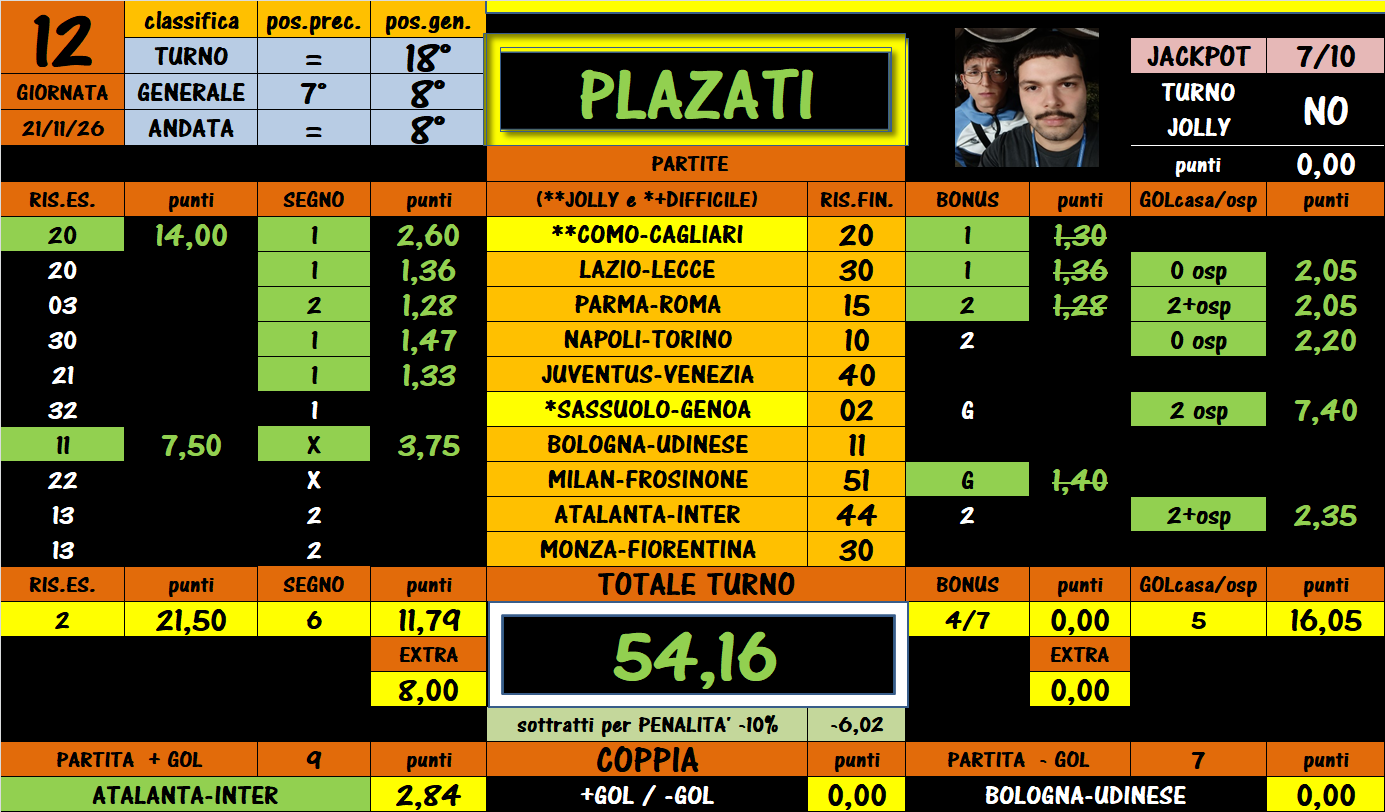 12 classifica pos.prec. pos.gen.
TURNO = 18°
GIORNATA GENERALE 7° 8°
21/11/26 ANDATA = 8°
PLAZATI
JACKPOT 7/10
TURNO JOLLY NO
punti 0,00
PARTITE
RIS.ES. punti SEGNO punti (**JOLLY e *+DIFFICILE) RIS.FIN. BONUS punti GOLcasa/osp punti
20 14,00 1 2,60 **COMO-CAGLIARI 20 1 1,30
20 1 1,36 LAZIO-LECCE 30 1 1,36 0 osp 2,05
03 2 1,28 PARMA-ROMA 15 2 1,28 2+osp 2,05
30 1 1,47 NAPOLI-TORINO 10 2 0 osp 2,20
21 1 1,33 JUVENTUS-VENEZIA 40
32 1 *SASSUOLO-GENOA 02 G 2 osp 7,40
11 7,50 X 3,75 BOLOGNA-UDINESE 11
22 X MILAN-FROSINONE 51 G 1,40
13 2 ATALANTA-INTER 44 2 2+osp 2,35
13 2 MONZA-FIORENTINA 30
RIS.ES. punti SEGNO punti TOTALE TURNO BONUS punti GOLcasa/osp punti
2 21,50 6 11,79 54,16 4/7 0,00 5 16,05
EXTRA EXTRA
8,00 0,00
sottratti per PENALITA' -10% -6,02
PARTITA + GOL 9 punti COPPIA punti PARTITA - GOL 7 punti
ATALANTA-INTER 2,84 +GOL / -GOL 0,00 BOLOGNA-UDINESE 0,00